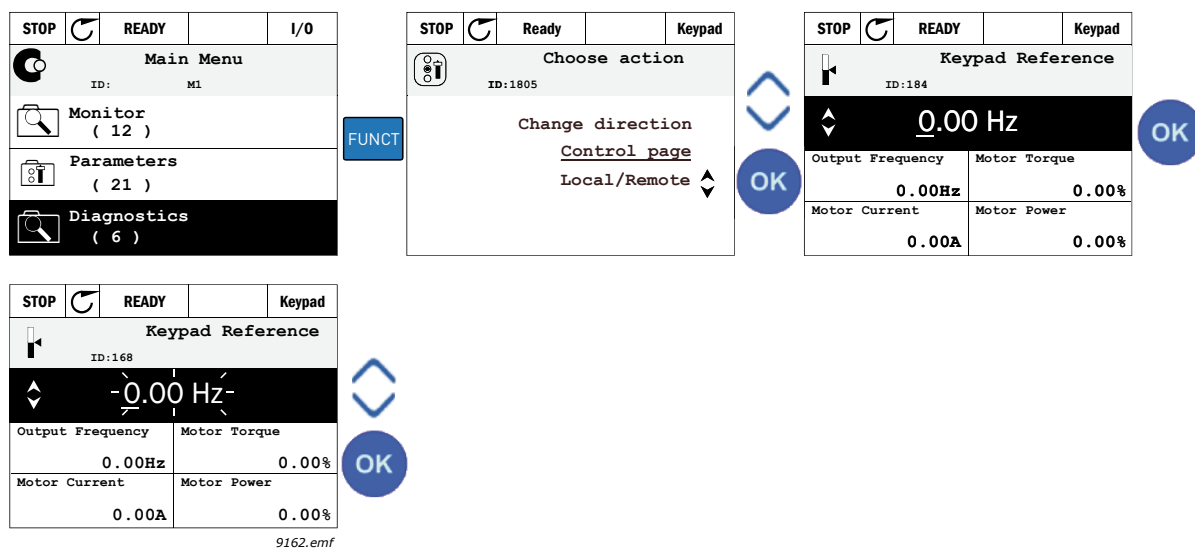 STOP READY I/O
Main Menu
ID: M1
Monitor
( 12 )
Parameters
( 21 )
Diagnostics
( 6 )
FUNCT
STOP Ready Keypad
Choose action
ID:1805
Change direction
Control page
Local/Remote
OK
STOP READY Keypad
Keypad Reference
ID:184
0.00 Hz
Output Frequency Motor Torque
0.00Hz 0.00%
Motor Current Motor Power
0.00A 0.00%
OK
STOP READY Keypad
Keypad Reference
ID:168
0.00 Hz
Output Frequency Motor Torque
0.00Hz 0.00%
Motor Current Motor Power
0.00A 0.00%
OK
9162.emf